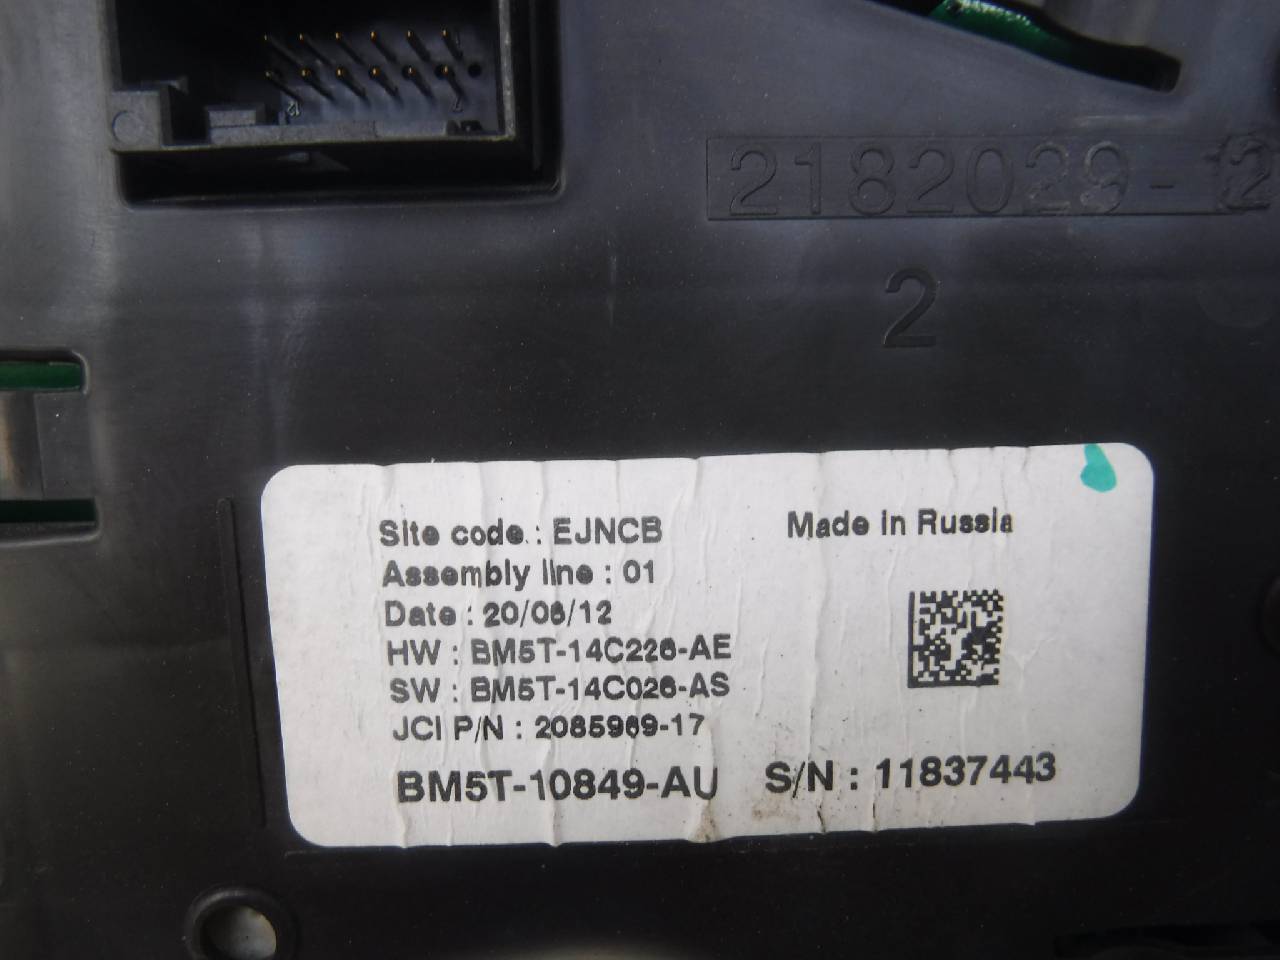 2182029-12
2
Site code : EJNCB
Made in Russia
Assembly line : 01
Date : 20/06/12
HW : BM5T-14C226-AE
SW : BM5T-14C026-AS
JCI P/N : 2085969-17
BM5T-10849-AU S/N : 11837443